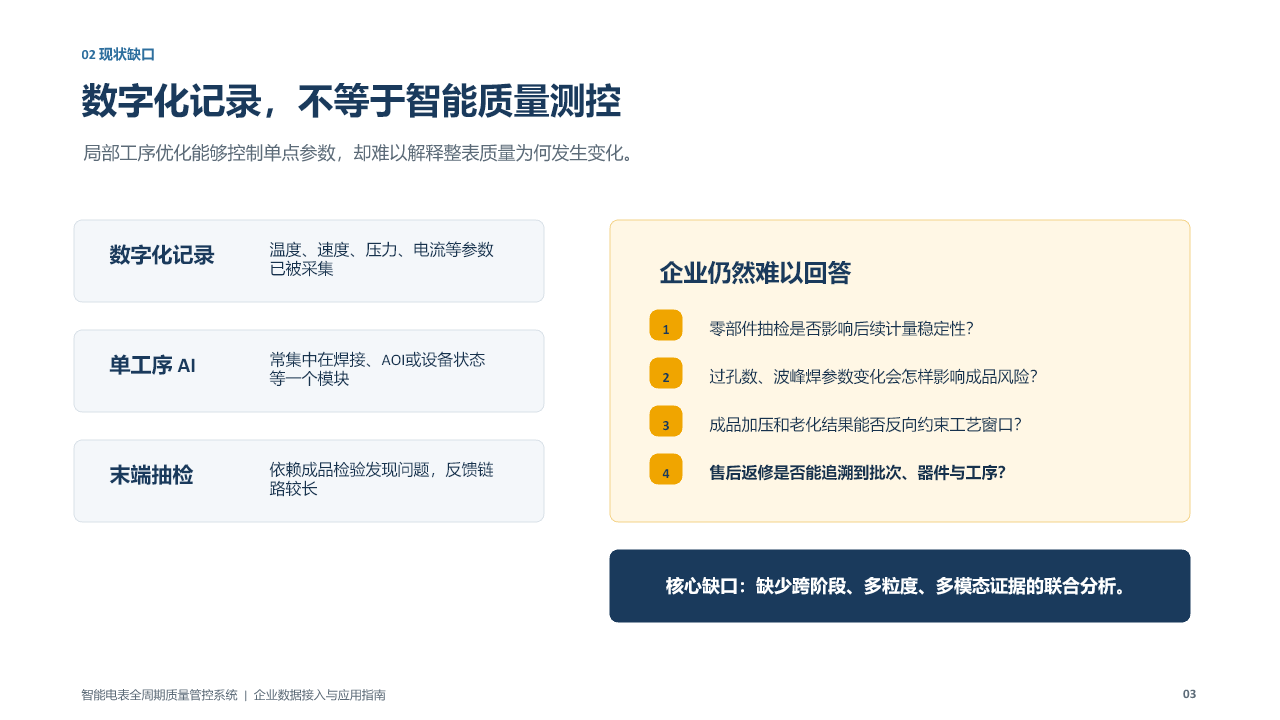 02 现状缺口
数字化记录，不等于智能质量测控
局部工序优化能够控制单点参数，却难以解释整表质量为何发生变化。
数字化记录
温度、速度、压力、电流等参数
已被采集
单工序 AI
常集中在焊接、AOI或设备状态
等一个模块
末端抽检
依赖成品检验发现问题，反馈链
路较长
企业仍然难以回答
1 零部件抽检是否影响后续计量稳定性？
2 过孔数、波峰焊参数变化会怎样影响成品风险？
3 成品加压和老化结果能否反向约束工艺窗口？
4 售后返修是否能追溯到批次、器件与工序？
核心缺口：缺少跨阶段、多粒度、多模态证据的联合分析。
智能电表全周期质量管控系统 | 企业数据接入与应用指南
03